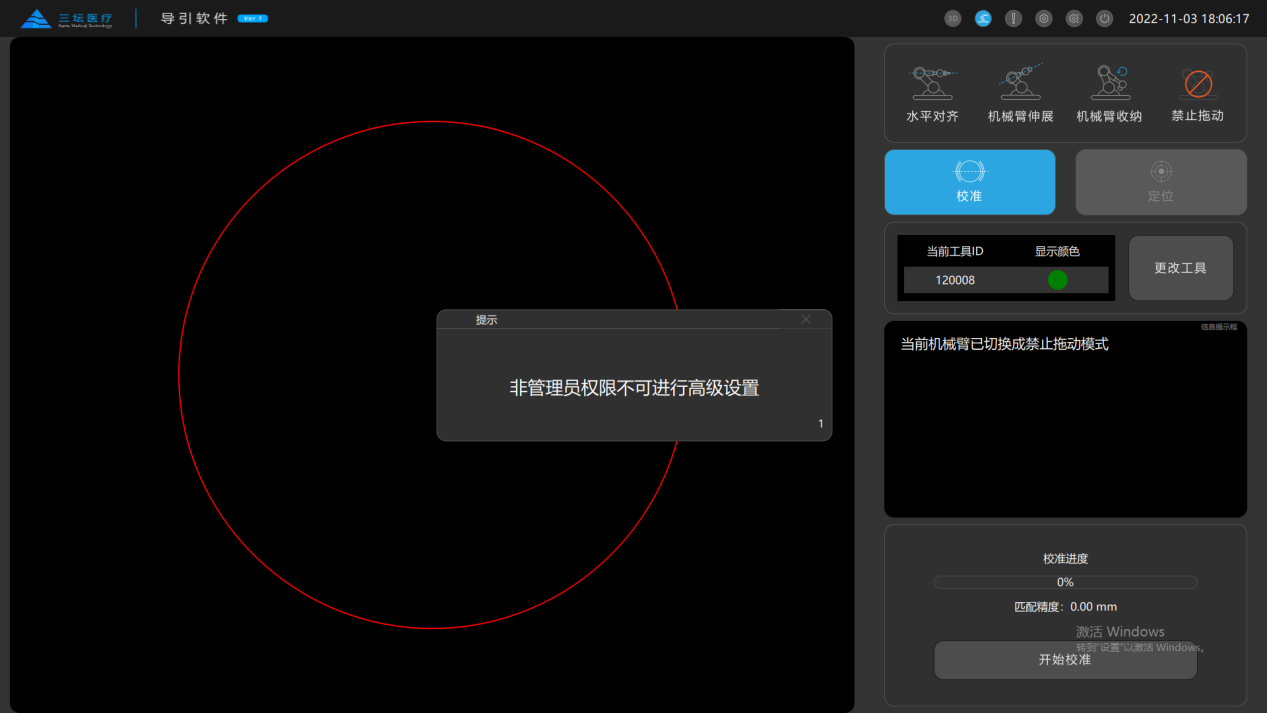 三坛医疗
Santa Medical Technology
导引软件
Ver 1
3D
2022-11-03 18:06:17
水平对齐
机械臂伸展
机械臂收纳
禁止拖动
校准
定位
当前工具ID
显示颜色
120008
更改工具
信息提示框
当前机械臂已切换成禁止拖动模式
提示
非管理员权限不可进行高级设置
1
校准进度
0%
匹配精度: 0.00 mm
激活 Windows
转到"设置"以激活 Windows。
开始校准